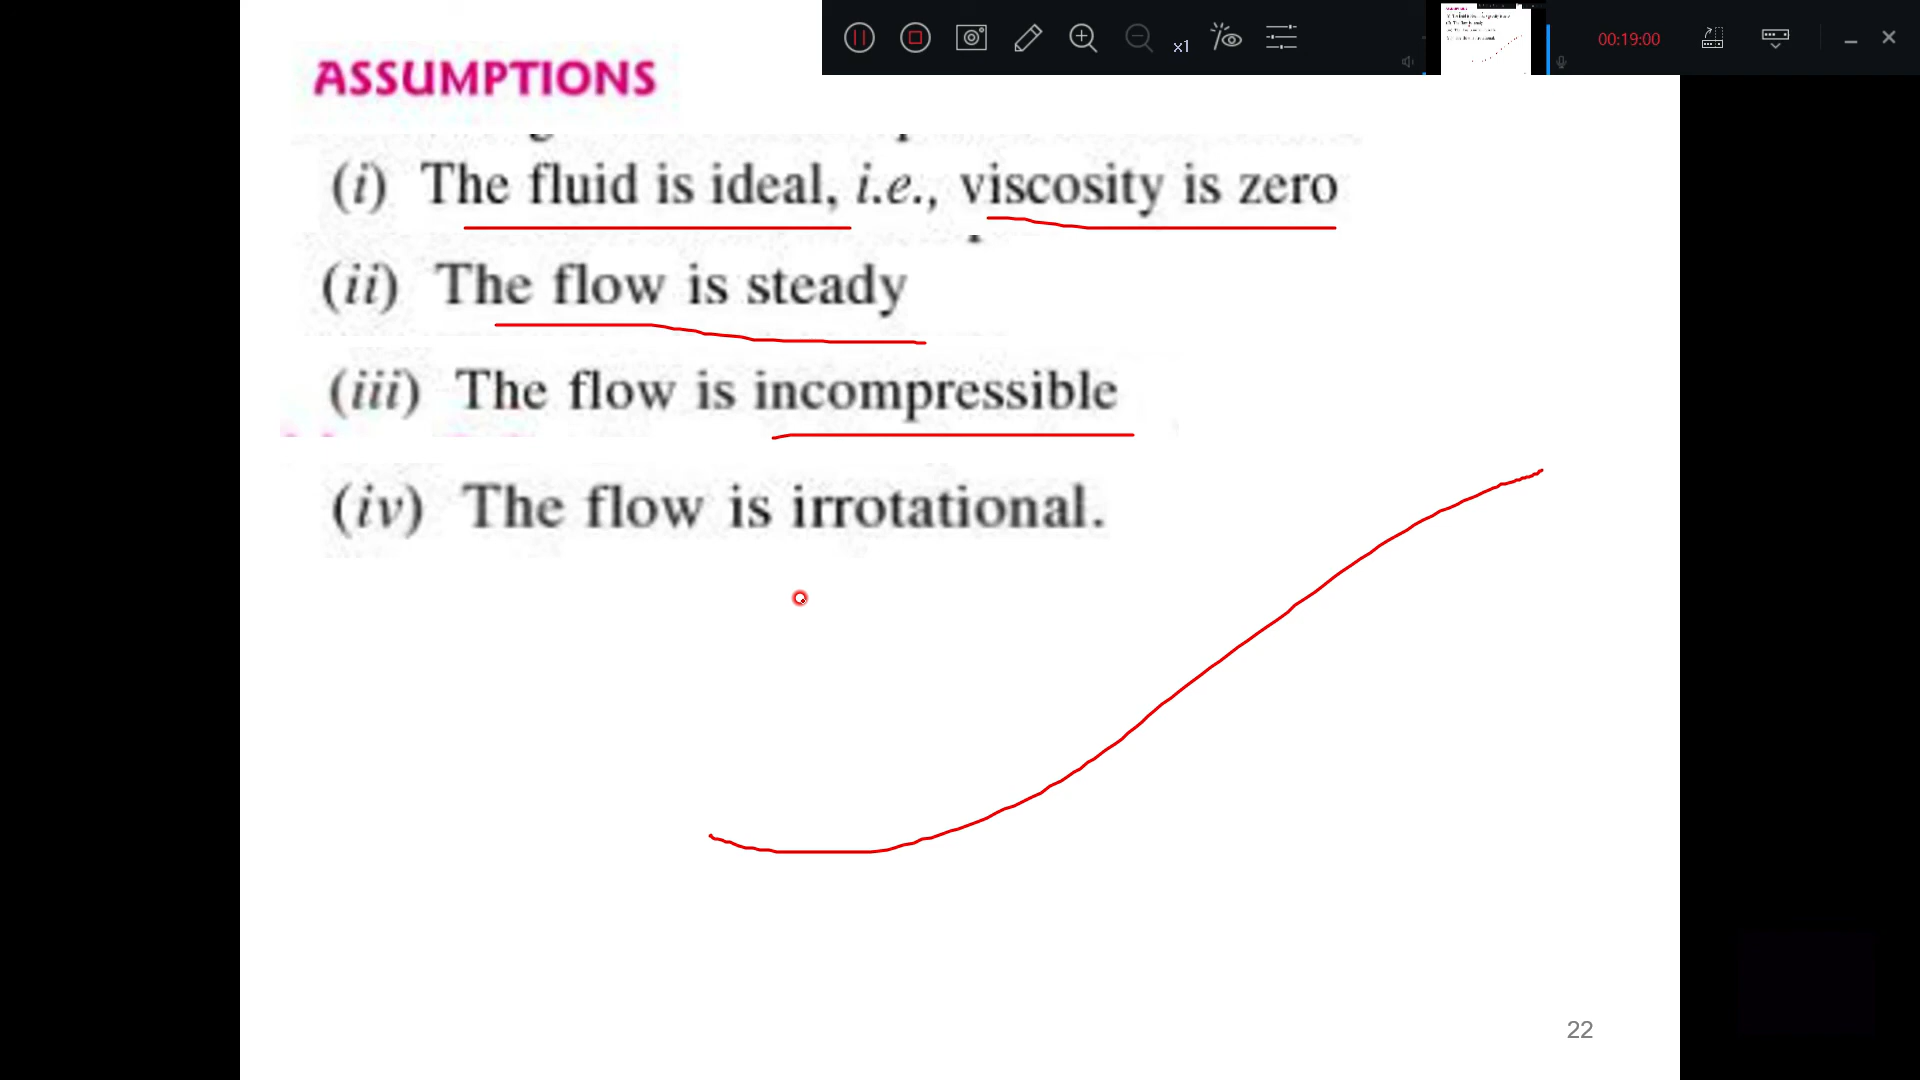 x1
00:19:00
ASSUMPTIONS
(i) The fluid is ideal, i.e., viscosity is zero
(ii) The flow is steady
(iii) The flow is incompressible
(iv) The flow is irrotational.
22